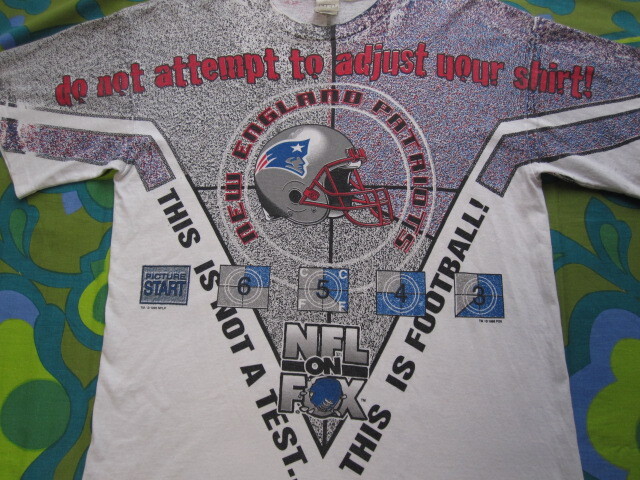 do not attempt to adjust your shirt!
NEW ENGLAND PATRIOTS
THIS IS NOT A TEST...
THIS IS FOOTBALL!
PICTURE
START
6
C C
5
F F
4
3
NFL
ON
FOX